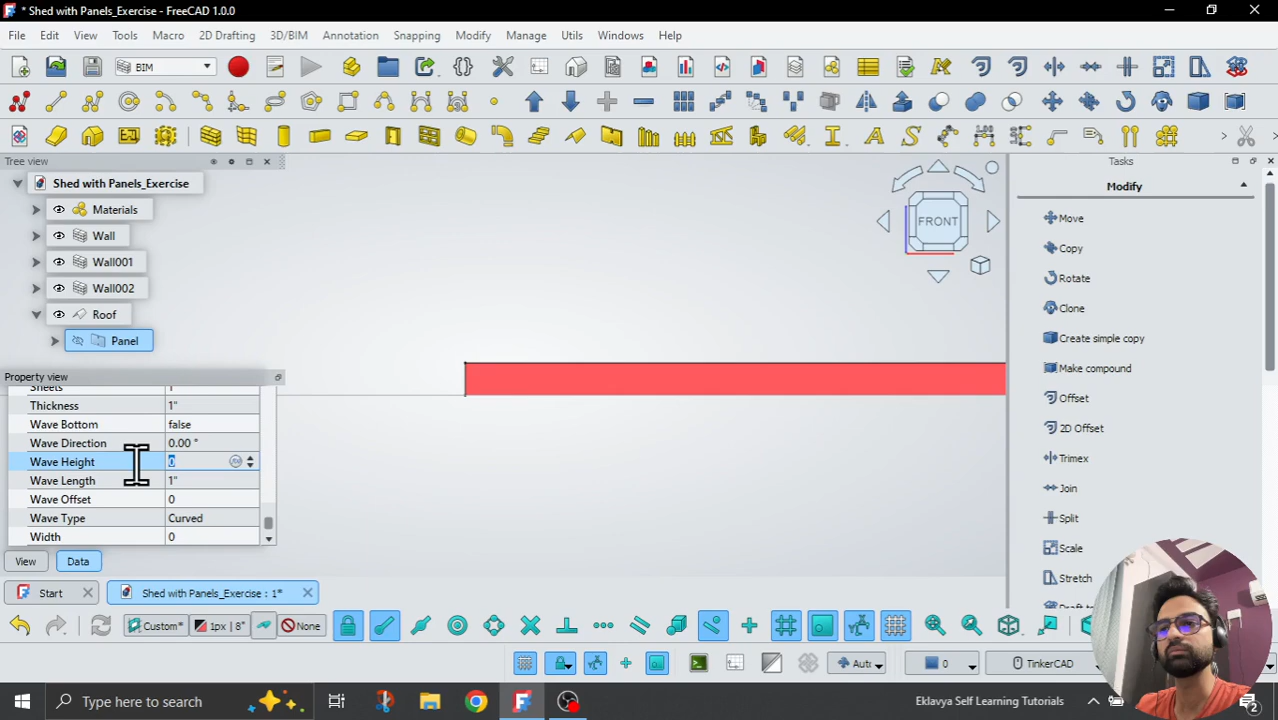 * Shed with Panels_Exercise - FreeCAD 1.0.0
File Edit View Tools Macro 2D Drafting 3D/BIM Annotation Snapping Modify Manage Utils Windows Help
BIM
Tree view
Shed with Panels_Exercise
Materials
Wall
Wall001
Wall002
Roof
Panel
Property view
Sheets 1
Thickness 1"
Wave Bottom false
Wave Direction 0.00 °
Wave Height 0
Wave Length 1"
Wave Offset 0
Wave Type Curved
Width 0
View Data
FRONT
Tasks
Modify
Move
Copy
Rotate
Clone
Create simple copy
Make compound
Offset
2D Offset
Trimex
Join
Split
Scale
Stretch
Start Shed with Panels_Exercise : 1*
Custom* 1px | 8" None
Auto 0 TinkerCAD
Type here to search
Eklavya Self Learning Tutorials
2